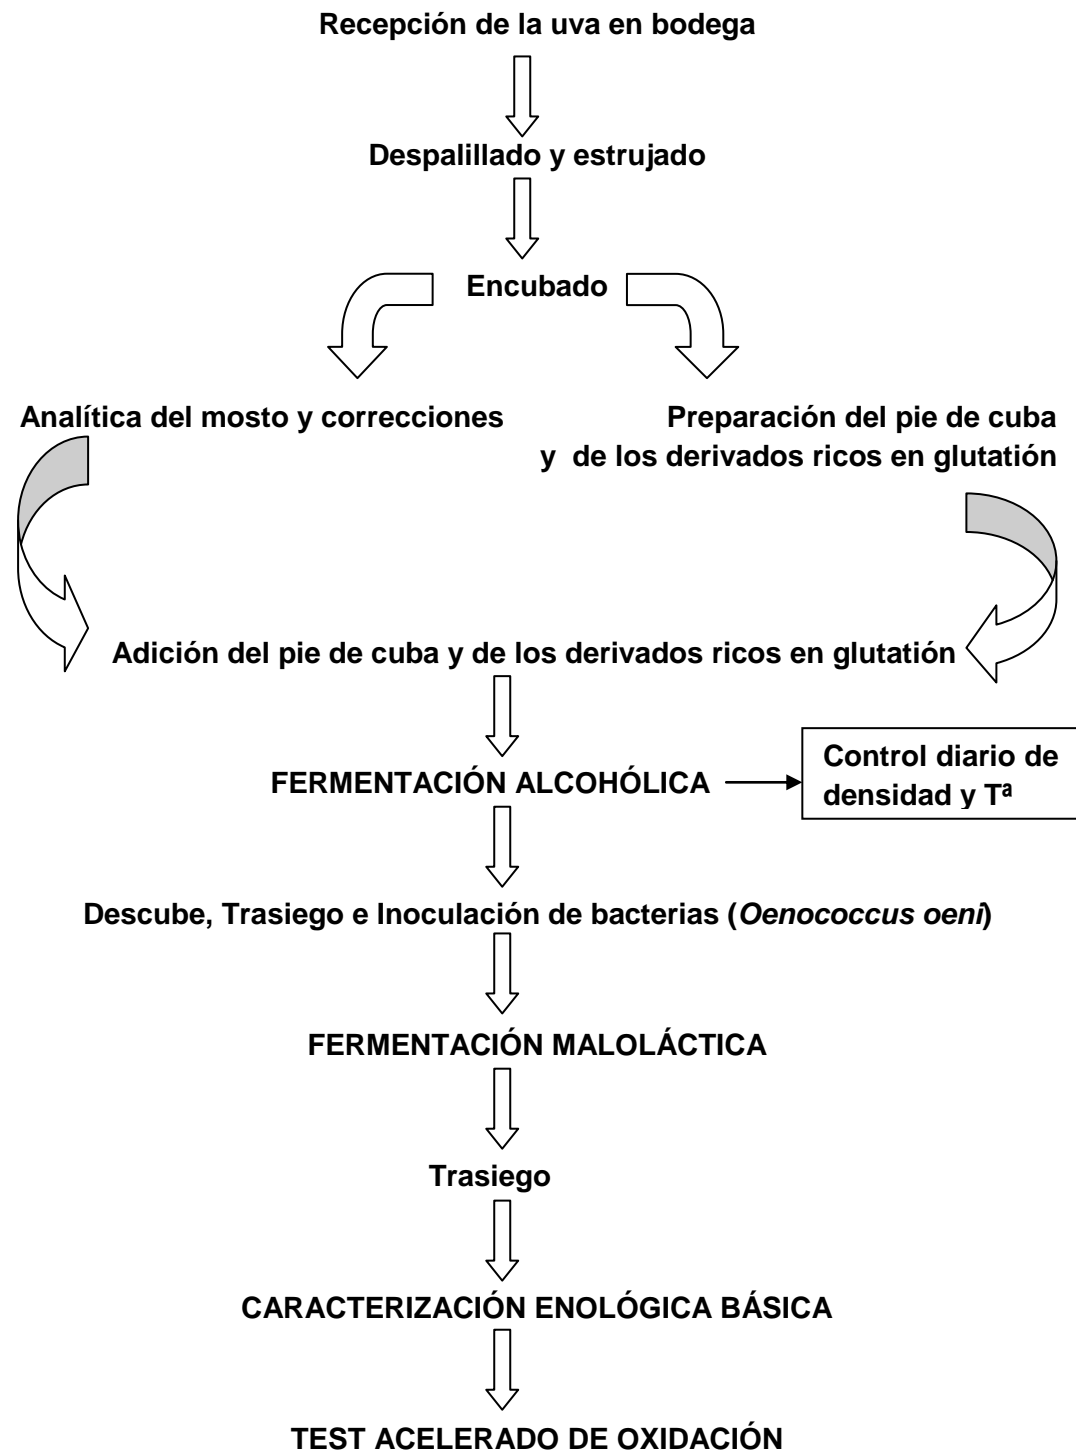 Recepción de la uva en bodega
Despalillado y estrujado
Encubado
Analítica del mosto y correcciones
Preparación del pie de cuba
y de los derivados ricos en glutatión
Adición del pie de cuba y de los derivados ricos en glutatión
FERMENTACIÓN ALCOHÓLICA
Control diario de
densidad y Tª
Descube, Trasiego e Inoculación de bacterias (Oenococcus oeni)
FERMENTACIÓN MALOLÁCTICA
Trasiego
CARACTERIZACIÓN ENOLÓGICA BÁSICA
TEST ACELERADO DE OXIDACIÓN